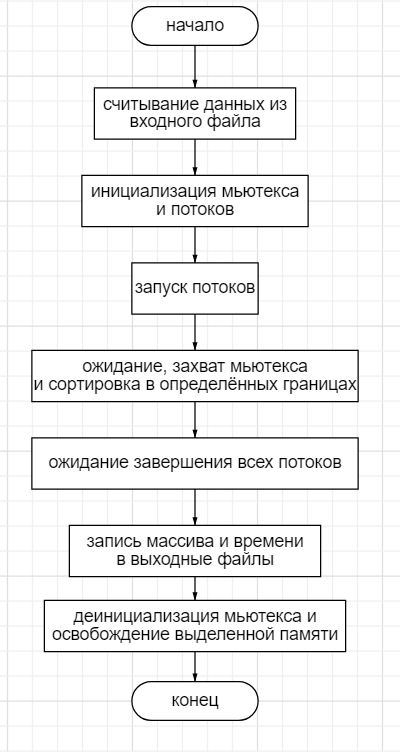 начало
считывание данных из
входного файла
инициализация мьютекса
и потоков
запуск потоков
ожидание, захват мьютекса
и сортировка в определённых границах
ожидание завершения всех потоков
запись массива и времени
в выходные файлы
деинициализация мьютекса и
освобождение выделенной памяти
конец